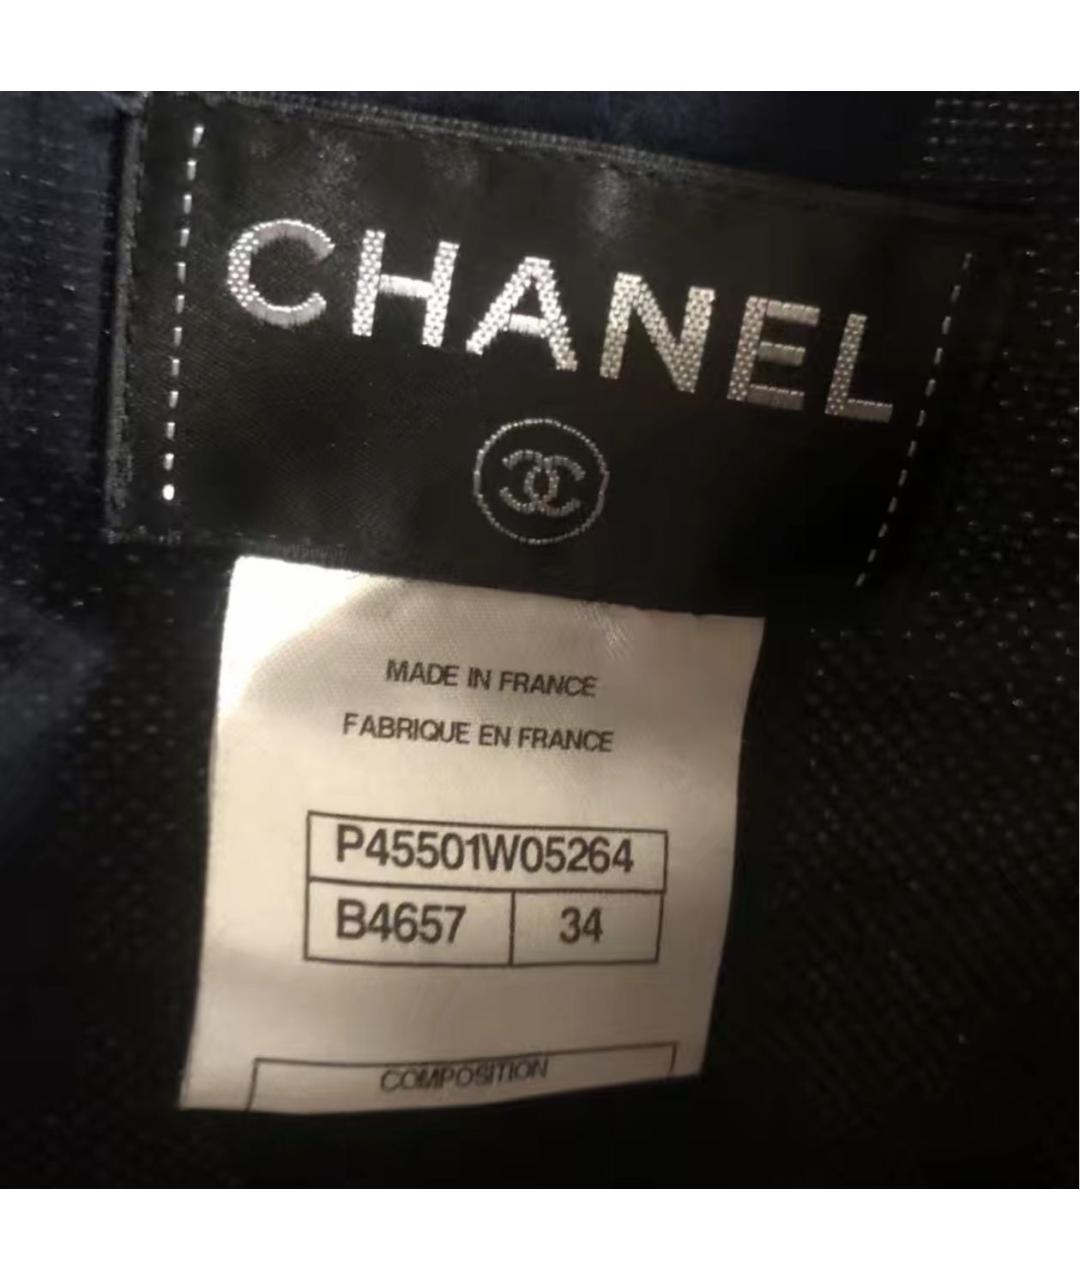 CHANEL
MADE IN FRANCE
FABRIQUE EN FRANCE
P45501W05264
B4657 34
COMPOSITION